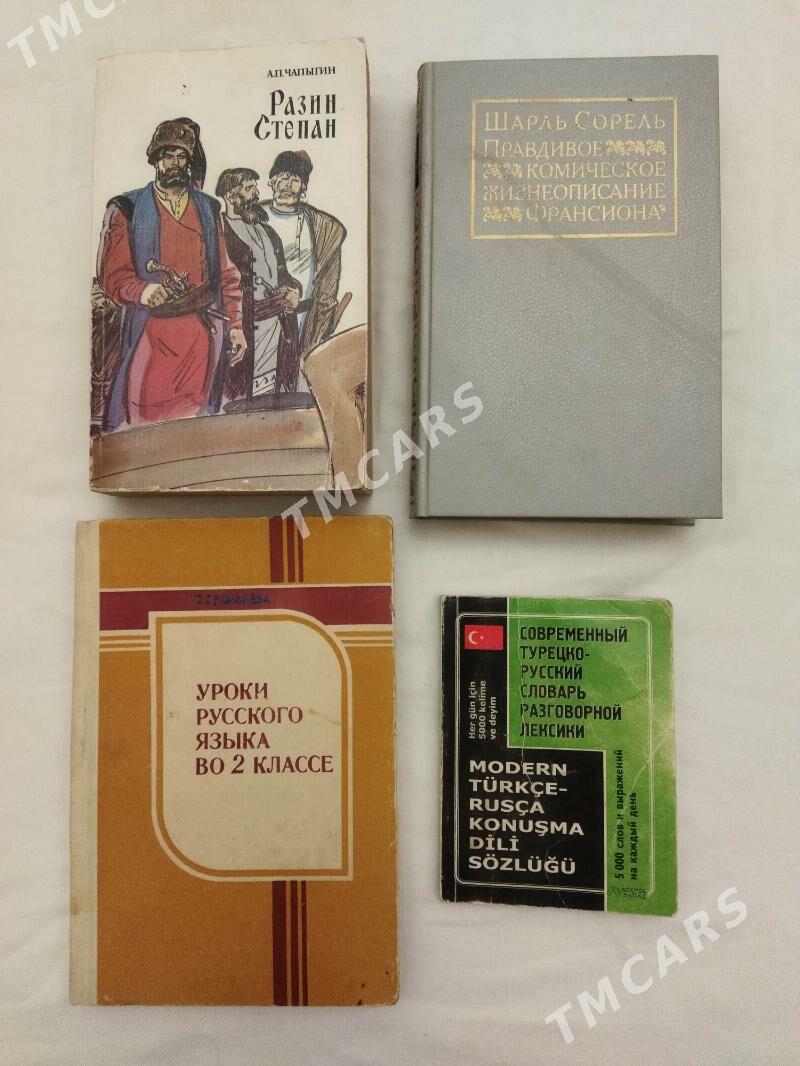 TMCARS
А.П.ЧАПЫГИН
Разин
Степан
Шарль Сорель
Правдивое
комическое
жизнеописание
Франсиона
TMCARS
УРОКИ
РУССКОГО
ЯЗЫКА
ВО 2 КЛАССЕ
СОВРЕМЕННЫЙ
ТУРЕЦКО-
РУССКИЙ
СЛОВАРЬ
РАЗГОВОРНОЙ
ЛЕКСИКИ
Her gün için
5000 kelime
ve deyim
MODERN
TÜRKÇE-
RUSÇA
KONUŞMA
DİLİ
SÖZLÜĞÜ
5 000 слов и выражений
на каждый день
TMCARS